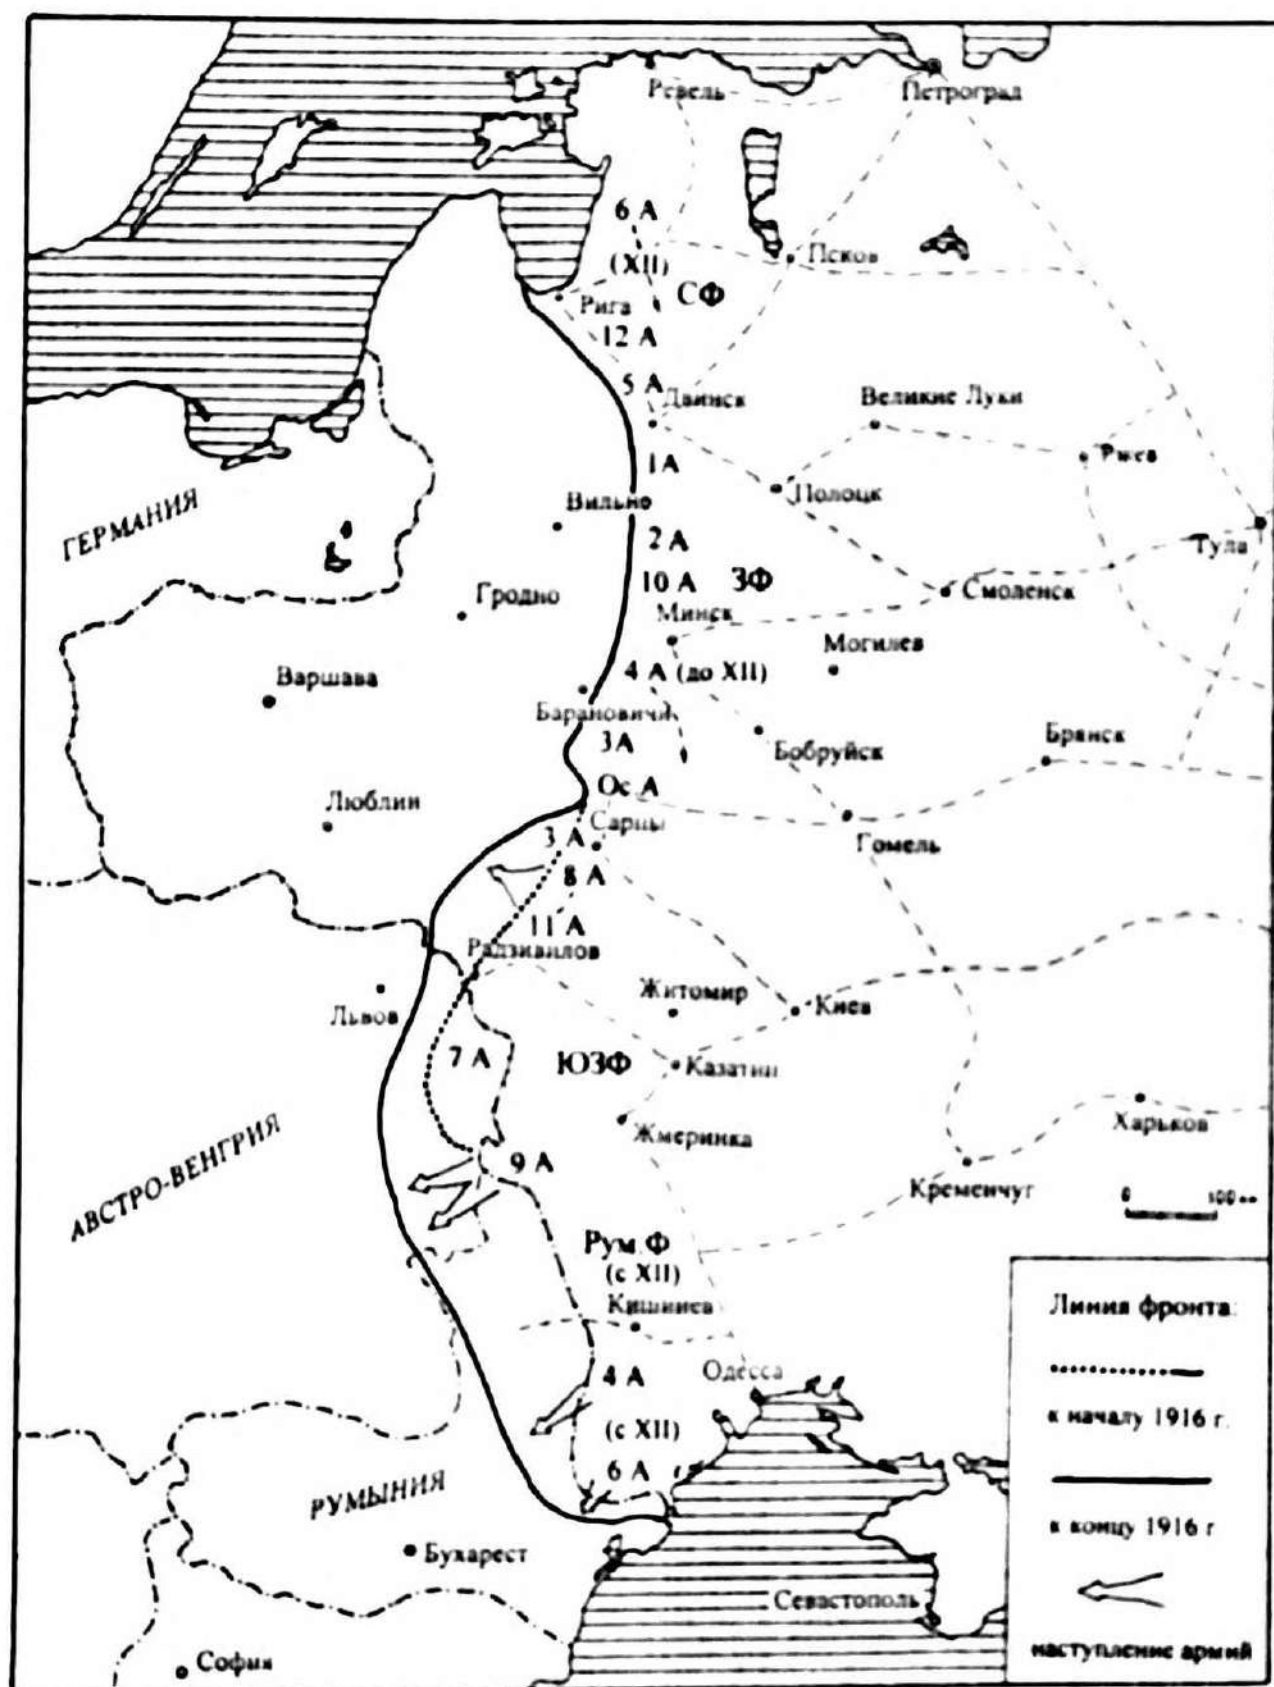 Ревель
Петроград
6 А
(XII)
Псков
СФ
Рига
12 А
5 А
Двинск
Великие Луки
1А
Ржев
Полоцк
ГЕРМАНИЯ
Вильно
2 А
Тула
10 А
ЗФ
Гродно
Смоленск
Минск
Могилев
4 А (до XII)
Варшава
Барановичи
3А
Бобруйск
Брянск
Ос А
Люблин
Сарны
3 А
Гомель
8 А
11 А
Радзивилов
Житомир
Львов
Киев
7 А
ЮЗФ
Казатин
Жмеринка
Харьков
АВСТРО-ВЕНГРИЯ
9 А
Кременчуг
0 100 км
Рум.Ф
(с XII)
Кишинев
Линия фронта:
4 А
Одесса
к началу 1916 г.
(с XII)
6 А
РУМЫНИЯ
к концу 1916 г
Бухарест
Севастополь
наступление армий
София